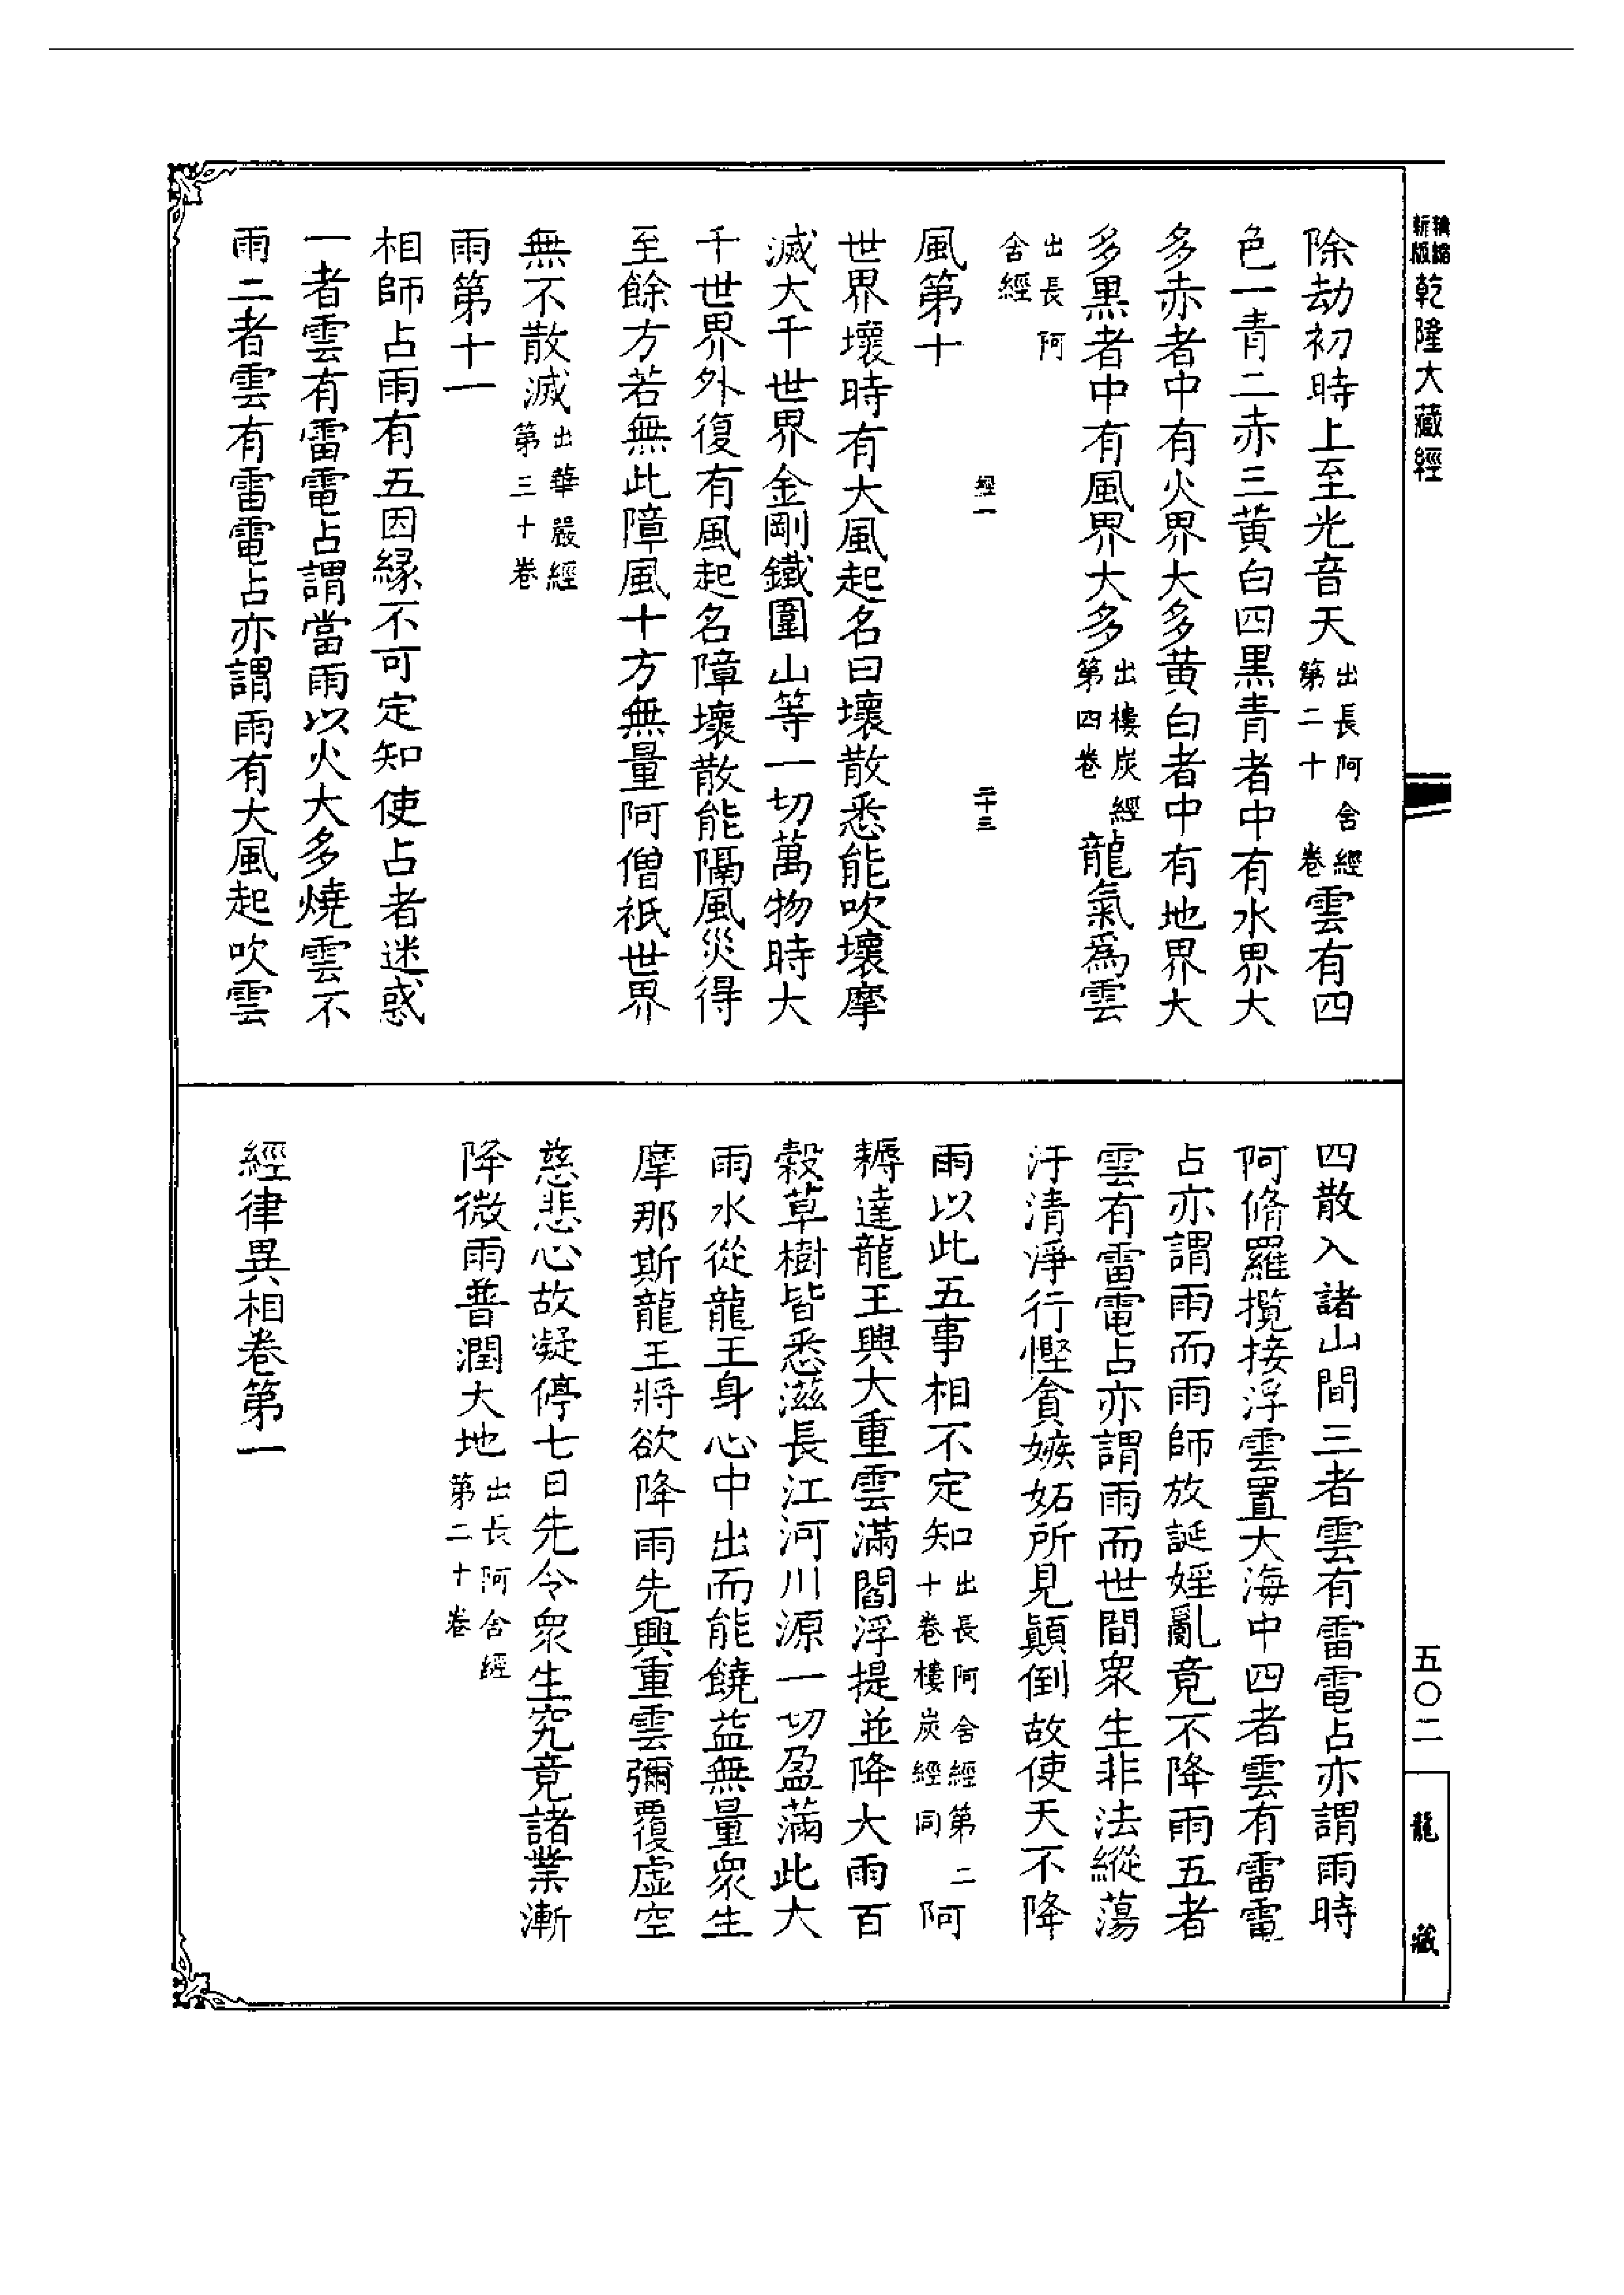 新版精縮乾隆大藏經
除劫初時上至光音天出長阿含經第二十卷雲有四
色一青二赤三黄白四黒青者中有水界大
多赤者中有火界大多黄白者中有地界大
多黒者中有風界大多出樓炭經第四卷龍氣爲雲
出長阿含經
經一 二十三
風第十
世界壞時有大風起名曰壞散悉能吹壞摩
滅大千世界金剛鐵圍山等一切萬物時大
千世界外復有風起名障壞散能隔風災得
至餘方若無此障風十方無量阿僧祇世界
無不散滅出華嚴經第三十卷
雨第十一
相師占雨有五因緣不可定知使占者迷惑
一者雲有雷電占謂當雨以火大多燒雲不
雨二者雲有雷電占亦謂雨有大風起吹雲
四散入諸山間三者雲有雷電占亦謂雨時
阿脩羅攬接浮雲置大海中四者雲有雷電
占亦謂雨而雨師放誕婬亂竟不降雨五者
雲有雷電占亦謂雨而世間衆生非法縱蕩
汙清淨行慳貪嫉妬所見顛倒故使天不降
雨以此五事相不定知出長阿含經第二十卷樓炭經同阿
耨達龍王興大重雲滿閻浮提並降大雨百
穀草樹皆悉滋長江河川源一切盈滿此大
雨水從龍王身心中出而能饒益無量衆生
摩那斯龍王將欲降雨先興重雲彌覆虛空
慈悲心故凝停七日先令衆生究竟諸業漸
降微雨普潤大地出長阿含經第二十卷
經律異相卷第一
五〇二
龍藏